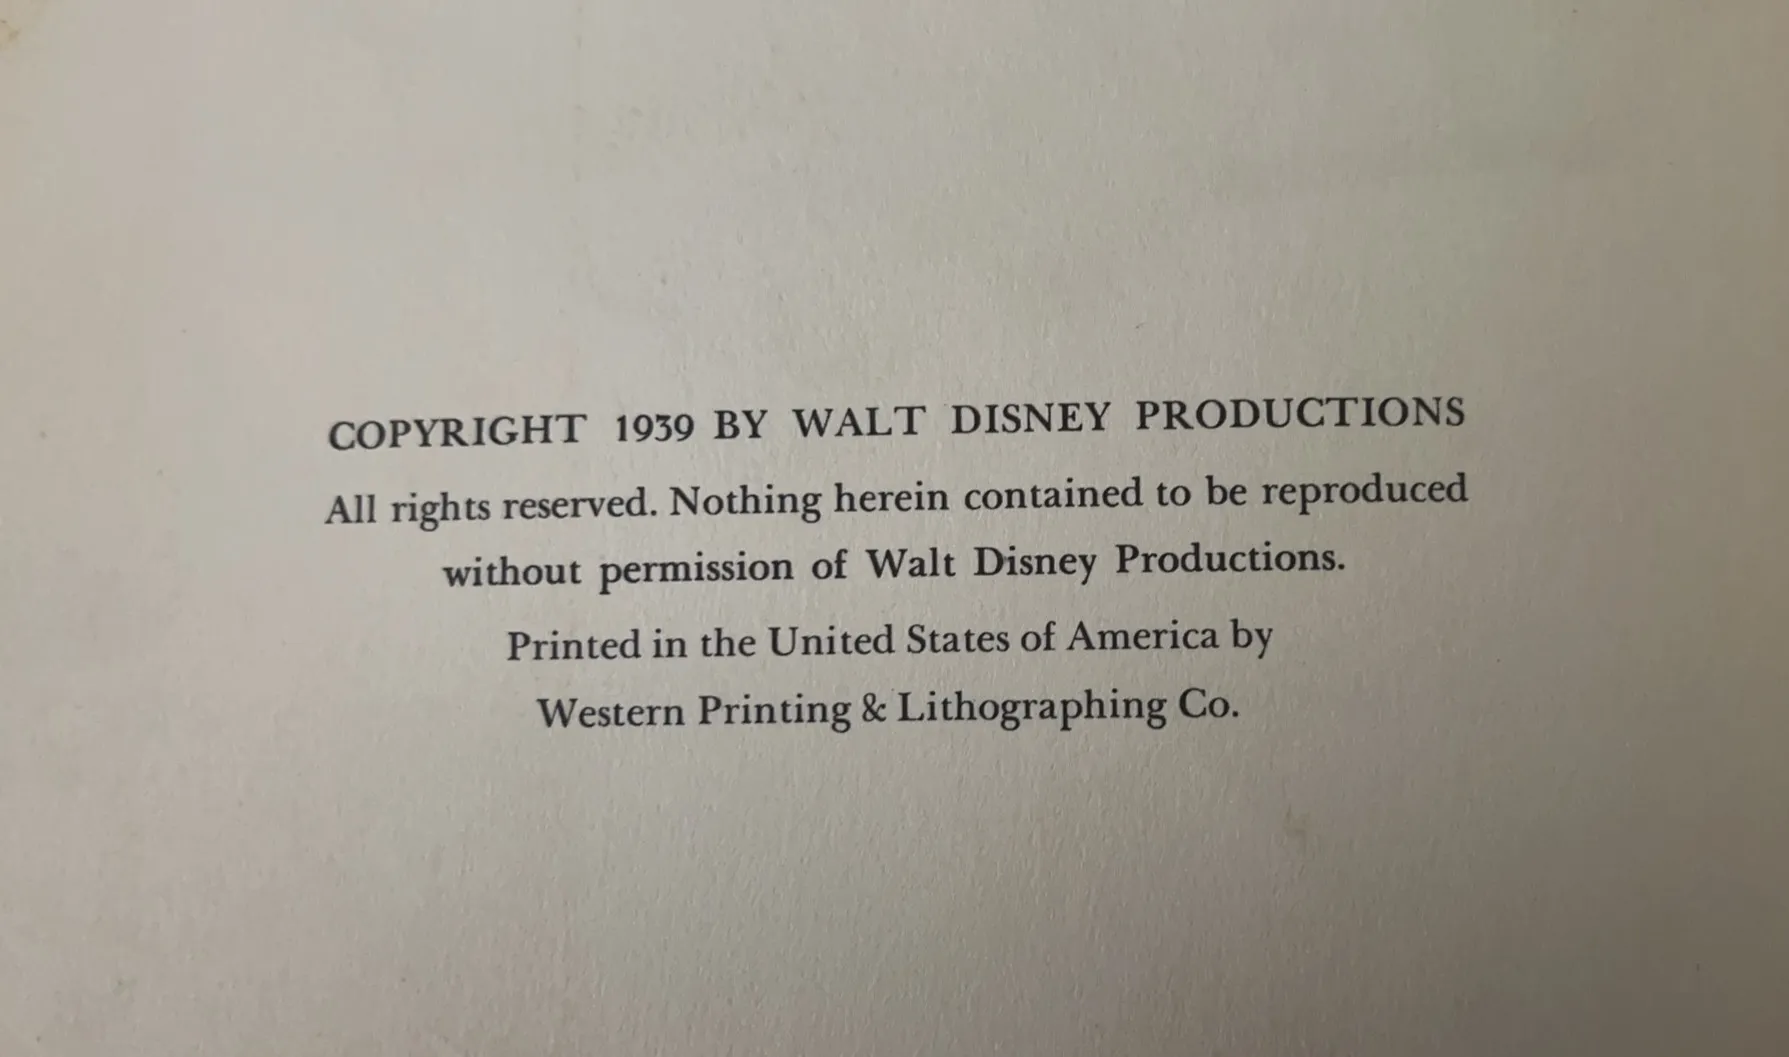 COPYRIGHT 1939 BY WALT DISNEY PRODUCTIONS
All rights reserved. Nothing herein contained to be reproduced
without permission of Walt Disney Productions.
Printed in the United States of America by
Western Printing & Lithographing Co.